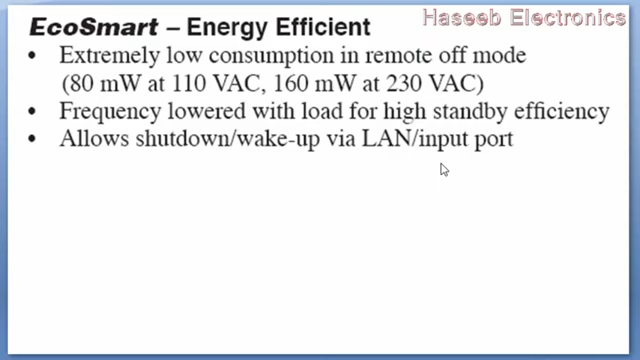 Haseeb Electronics
EcoSmart – Energy Efficient
• Extremely low consumption in remote off mode
(80 mW at 110 VAC, 160 mW at 230 VAC)
• Frequency lowered with load for high standby efficiency
• Allows shutdown/wake-up via LAN/input port